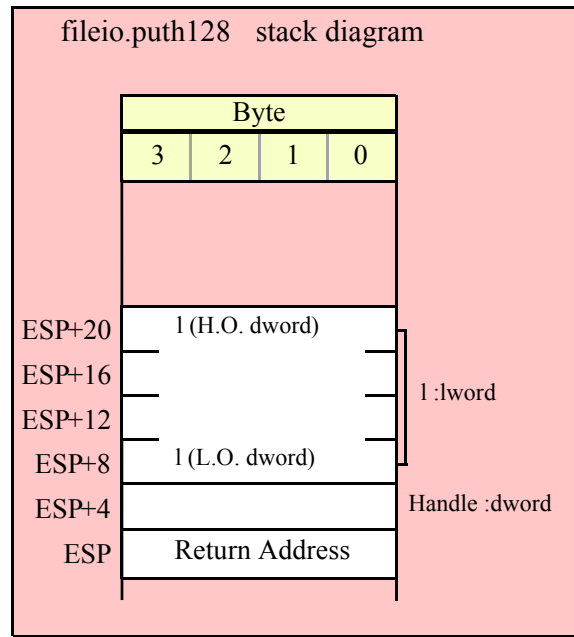 fileio.puth128 stack diagram
Byte
3 2 1 0
ESP+20 l (H.O. dword)
ESP+16
l :lword
ESP+12
ESP+8 l (L.O. dword)
ESP+4 Handle :dword
ESP Return Address